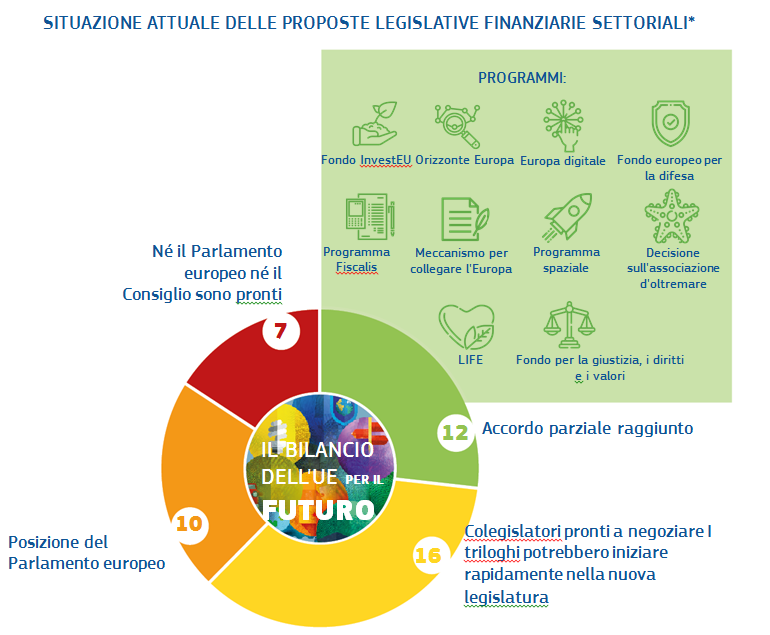 SITUAZIONE ATTUALE DELLE PROPOSTE LEGISLATIVE FINANZIARIE SETTORIALI*
PROGRAMMI:
Fondo InvestEU
Orizzonte Europa
Europa digitale
Fondo europeo per
la difesa
Programma
Fiscalis
Meccanismo per
collegare l'Europa
Programma
spaziale
Decisione
sull'associazione
d'oltremare
LIFE
Fondo per la giustizia, i diritti
e i valori
Né il Parlamento
europeo né il
Consiglio sono pronti
7
12
Accordo parziale raggiunto
IL BILANCIO
DELL'UE PER IL
FUTURO
10
Posizione del
Parlamento europeo
16
Colegislatori pronti a negoziare I
triloghi potrebbero iniziare
rapidamente nella nuova
legislatura